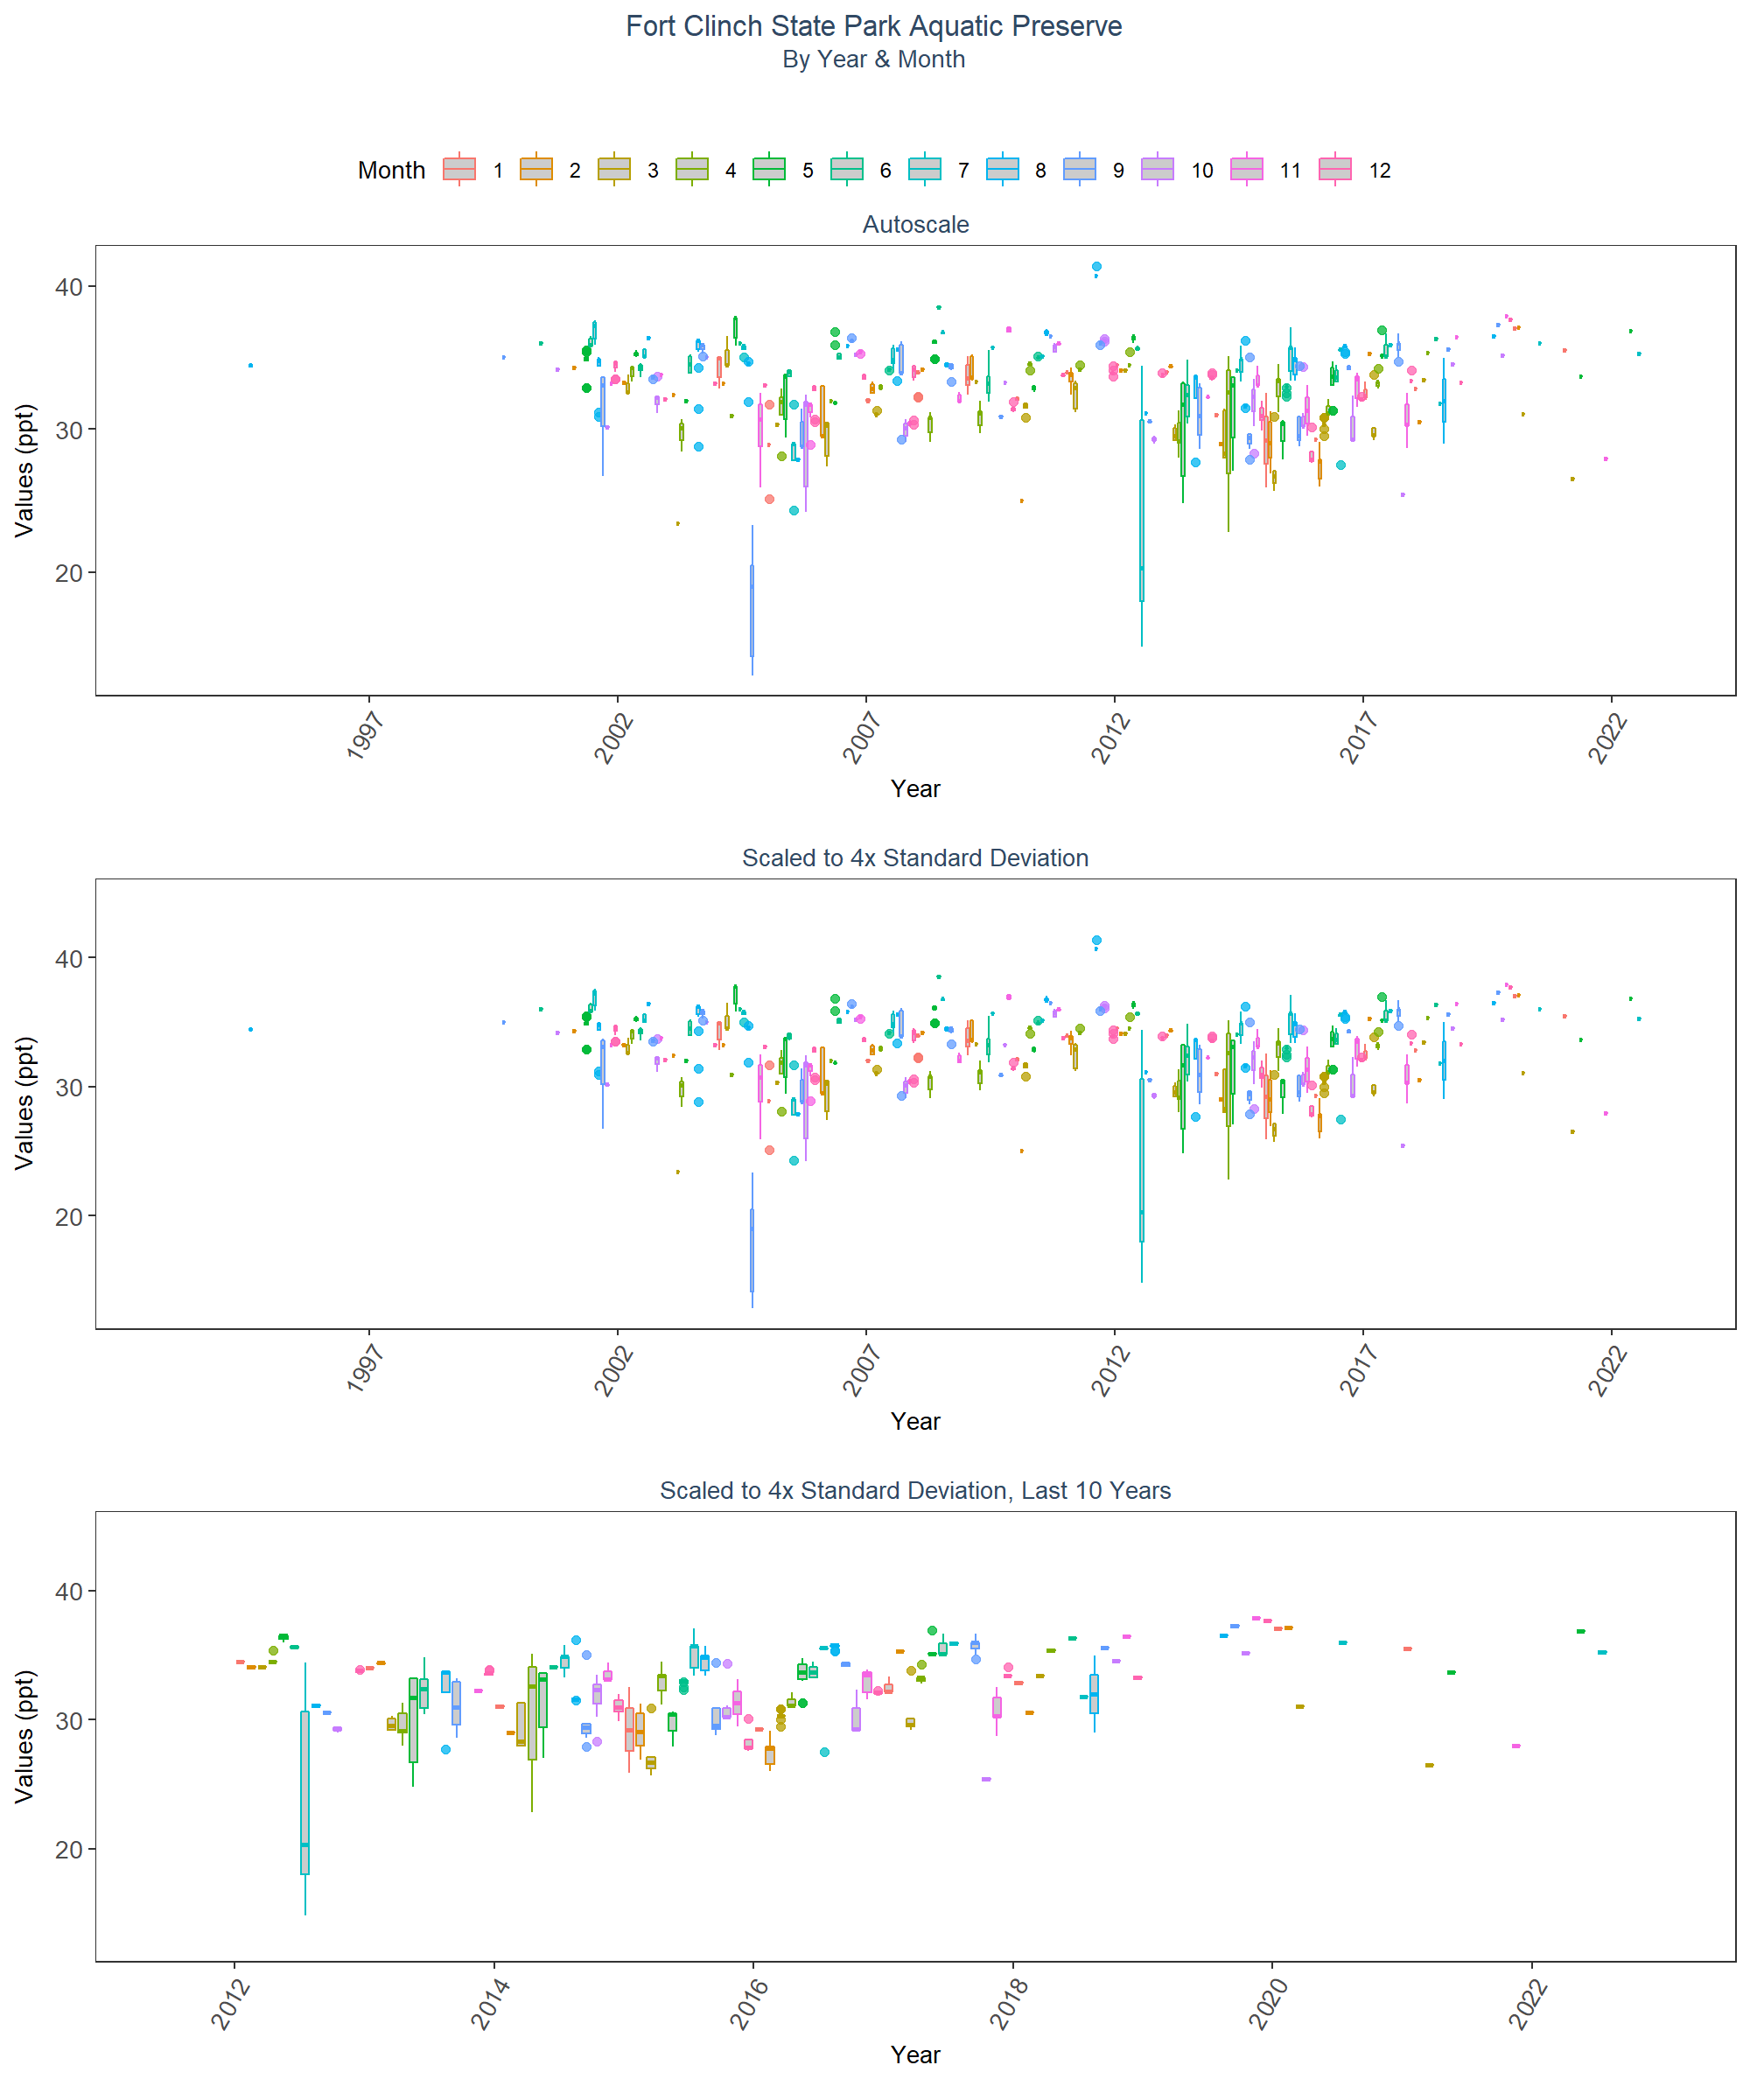 Fort Clinch State Park Aquatic Preserve
By Year & Month
Month 1 2 3 4 5 6 7 8 9 10 11 12
Autoscale
40
30
20
Values (ppt)
1997 2002 2007 2012 2017 2022
Year
Scaled to 4x Standard Deviation
40
30
20
Values (ppt)
1997 2002 2007 2012 2017 2022
Year
Scaled to 4x Standard Deviation, Last 10 Years
40
30
20
Values (ppt)
2012 2014 2016 2018 2020 2022
Year